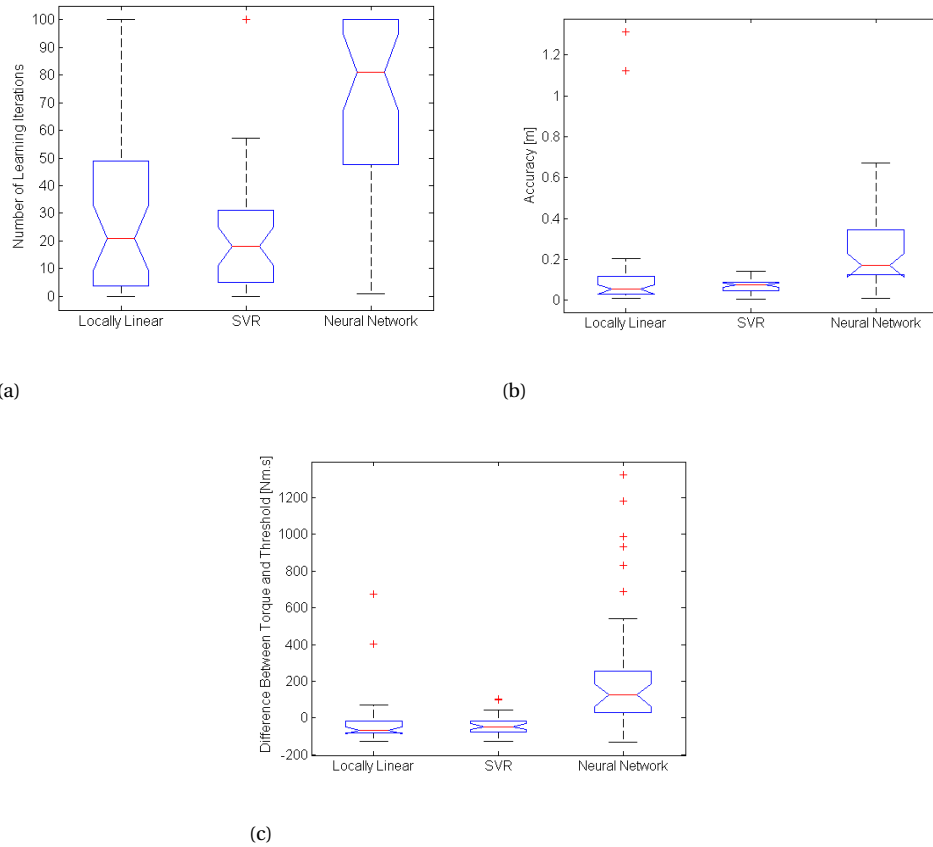 100
90
80
70
60
50
40
30
20
10
0
Number of Learning Iterations
Locally Linear
SVR
Neural Network
(a)
1.2
1
0.8
0.6
0.4
0.2
0
Accuracy [m]
Locally Linear
SVR
Neural Network
(b)
1200
1000
800
600
400
200
0
-200
Difference Between Torque and Threshold [Nm.s]
Locally Linear
SVR
Neural Network
(c)